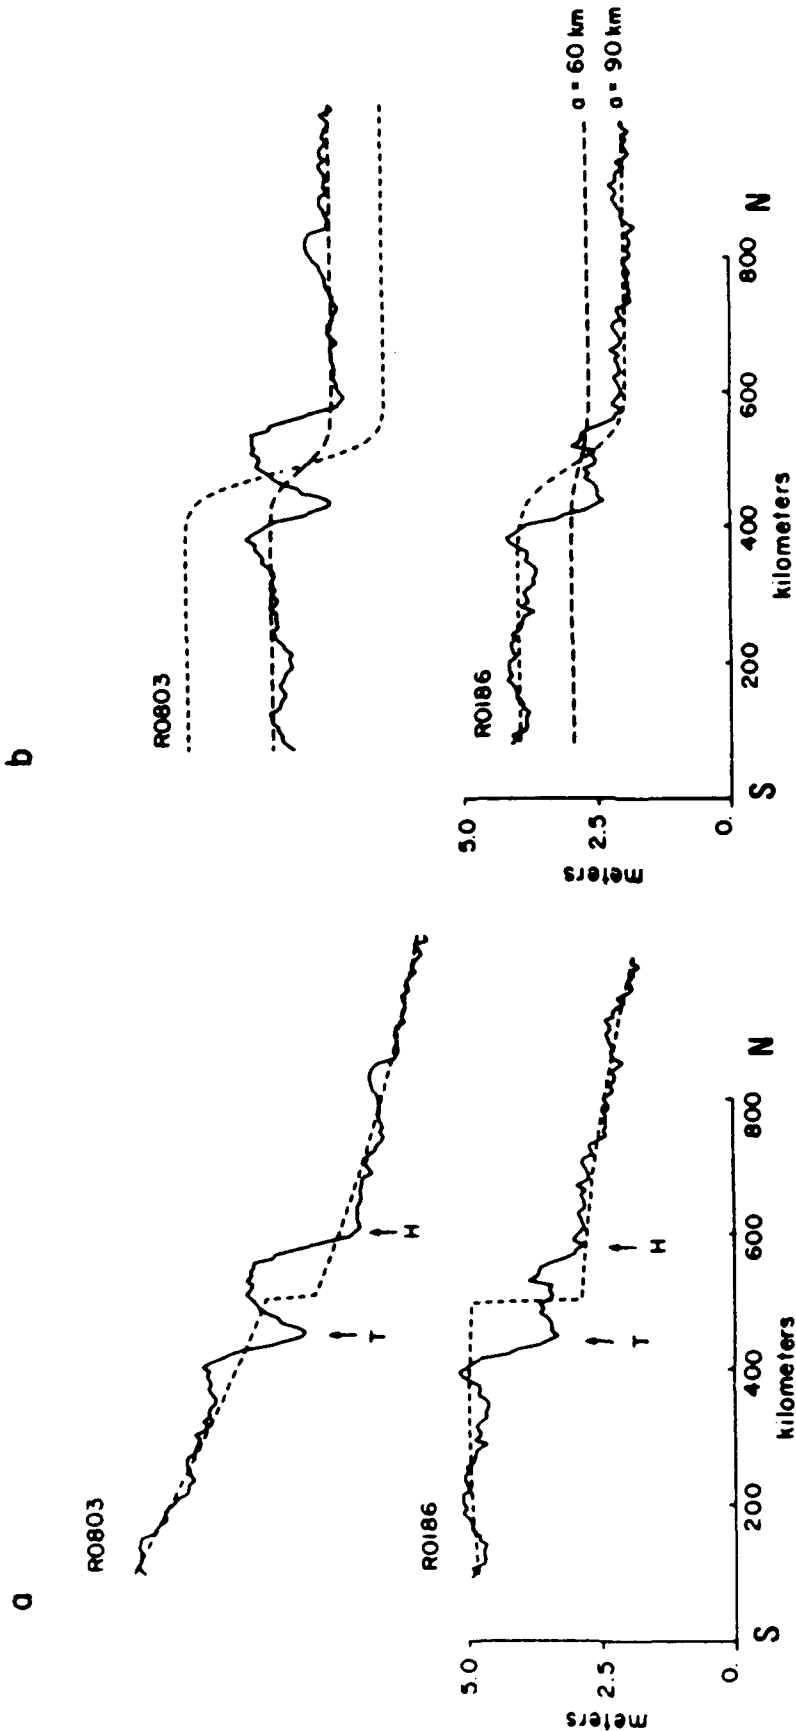 a
R0803
T
H
R0186
T
H
5.0
2.5
0.
meters
S
200
400
600
800
N
kilometers
b
R0803
R0186
a = 60 km
a = 90 km
5.0
2.5
0.
meters
S
200
400
600
800
N
kilometers